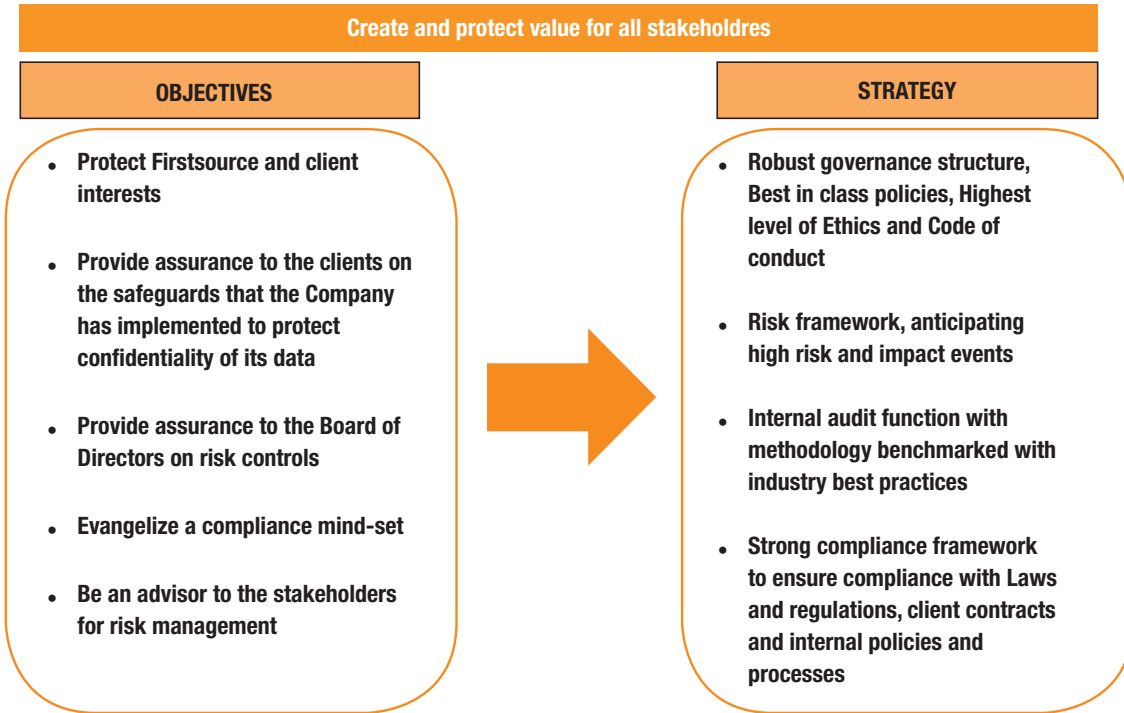 Create and protect value for all stakeholdres
OBJECTIVES
• Protect Firstsource and client
interests
• Provide assurance to the clients on
the safeguards that the Company
has implemented to protect
confidentiality of its data
• Provide assurance to the Board of
Directors on risk controls
• Evangelize a compliance mind-set
• Be an advisor to the stakeholders
for risk management
STRATEGY
• Robust governance structure,
Best in class policies, Highest
level of Ethics and Code of
conduct
• Risk framework, anticipating
high risk and impact events
• Internal audit function with
methodology benchmarked with
industry best practices
• Strong compliance framework
to ensure compliance with Laws
and regulations, client contracts
and internal policies and
processes